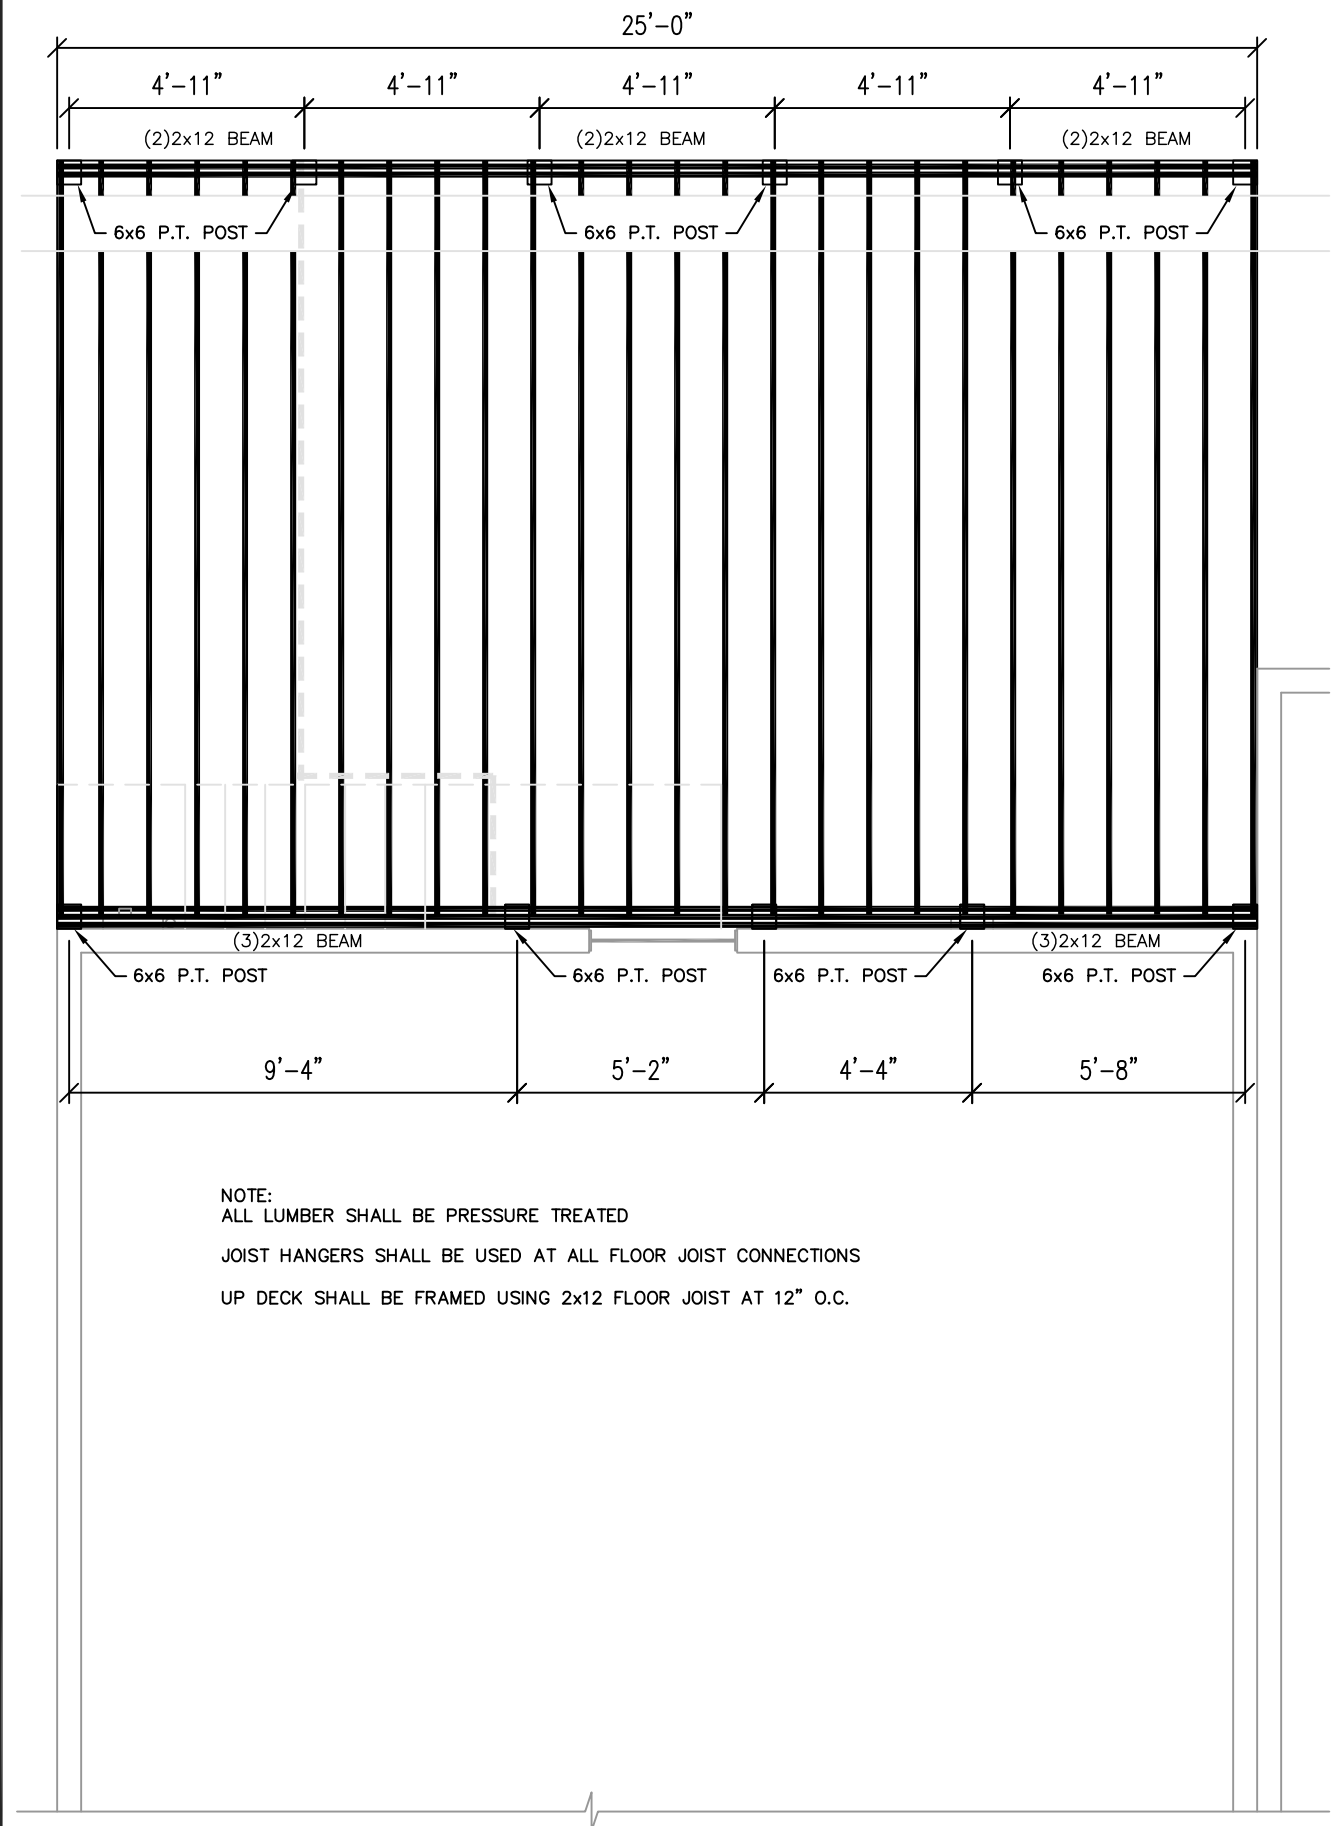 25'-0"
4'-11" 4'-11" 4'-11" 4'-11" 4'-11"
(2)2x12 BEAM (2)2x12 BEAM (2)2x12 BEAM
6x6 P.T. POST 6x6 P.T. POST 6x6 P.T. POST
(3)2x12 BEAM (3)2x12 BEAM
6x6 P.T. POST 6x6 P.T. POST 6x6 P.T. POST 6x6 P.T. POST
9'-4" 5'-2" 4'-4" 5'-8"
NOTE:
ALL LUMBER SHALL BE PRESSURE TREATED
JOIST HANGERS SHALL BE USED AT ALL FLOOR JOIST CONNECTIONS
UP DECK SHALL BE FRAMED USING 2x12 FLOOR JOIST AT 12" O.C.